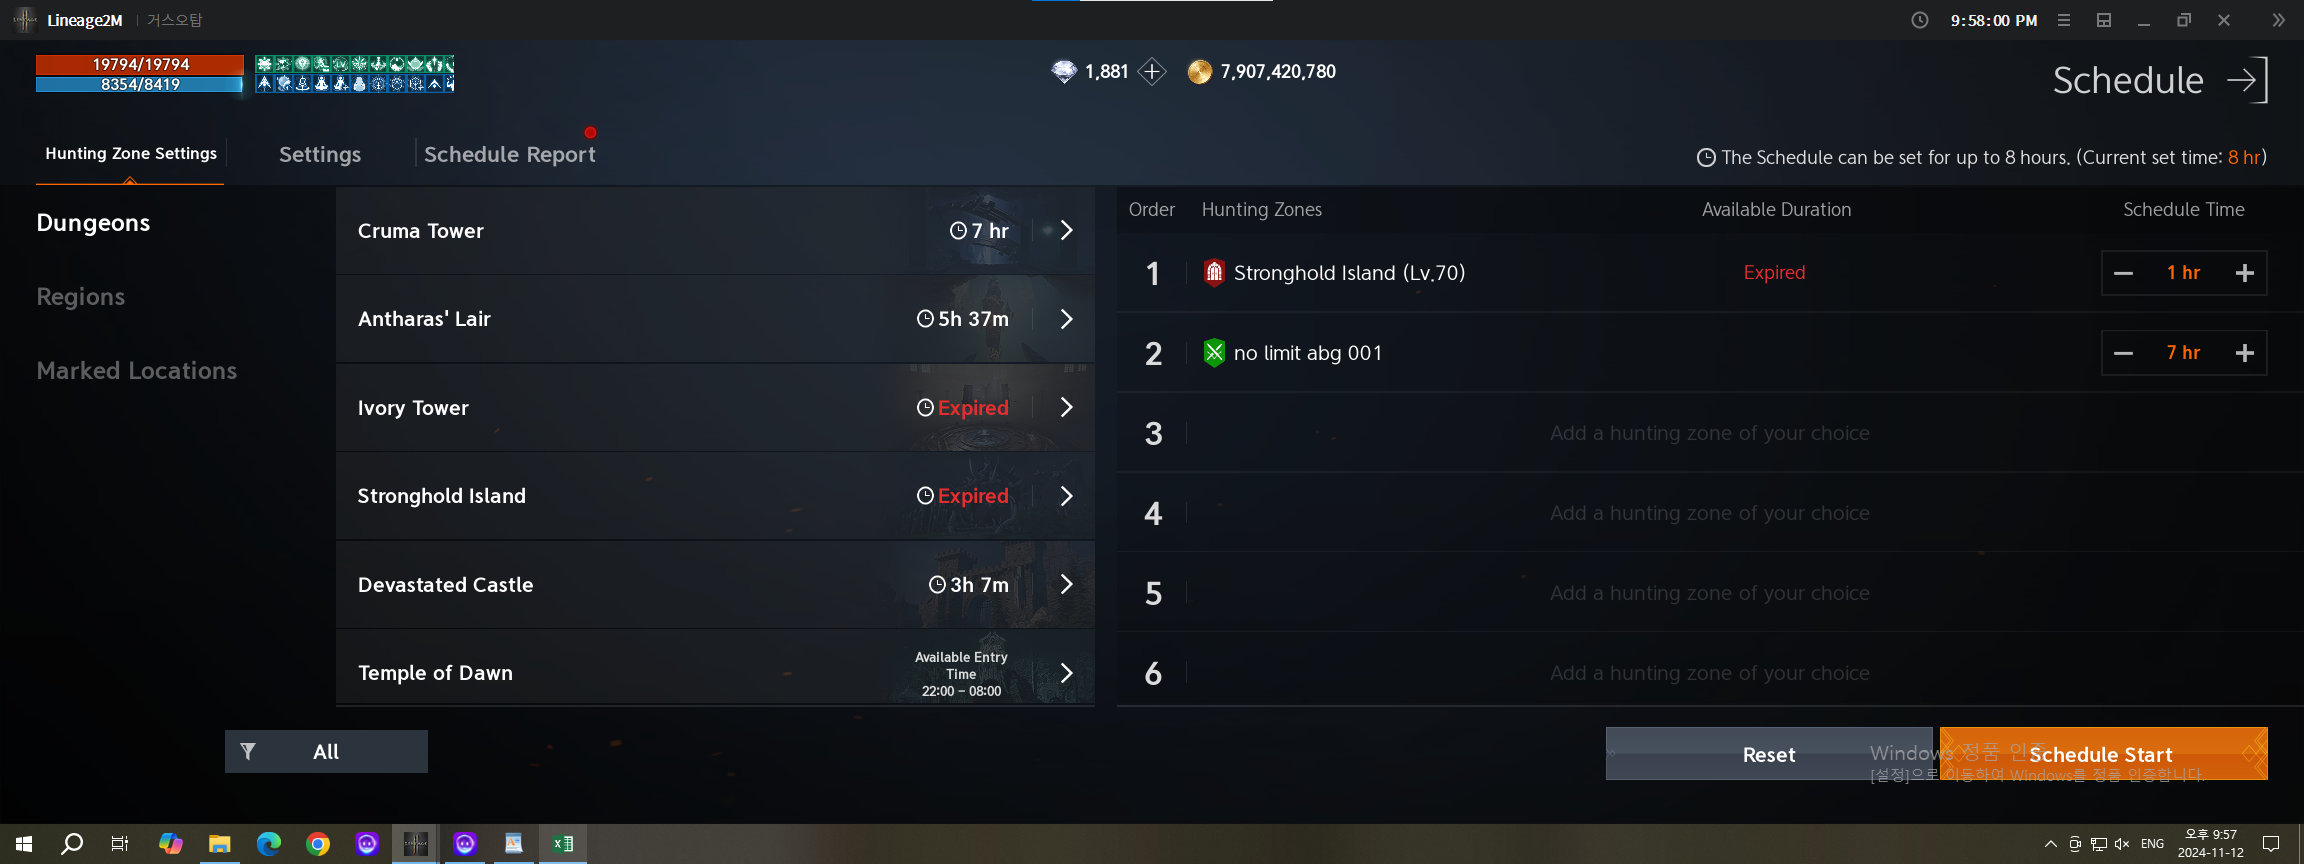 Lineage2M 거스오탑
9:58:00 PM
19794/19794
8354/8419
1,881
7,907,420,780
Schedule
Hunting Zone Settings
Settings
Schedule Report
The Schedule can be set for up to 8 hours. (Current set time: 8 hr)
Dungeons
Regions
Marked Locations
Cruma Tower 7 hr
Antharas' Lair 5h 37m
Ivory Tower Expired
Stronghold Island Expired
Devastated Castle 3h 7m
Temple of Dawn
Available Entry
Time
22:00 - 08:00
All
Order Hunting Zones Available Duration Schedule Time
1 Stronghold Island (Lv.70) Expired − 1 hr +
2 no limit abg 001 − 7 hr +
3 Add a hunting zone of your choice
4 Add a hunting zone of your choice
5 Add a hunting zone of your choice
6 Add a hunting zone of your choice
Reset
Schedule Start
Windows 정품 인증
[설정]으로 이동하여 Windows를 정품 인증합니다.
ENG
오후 9:57
2024-11-12